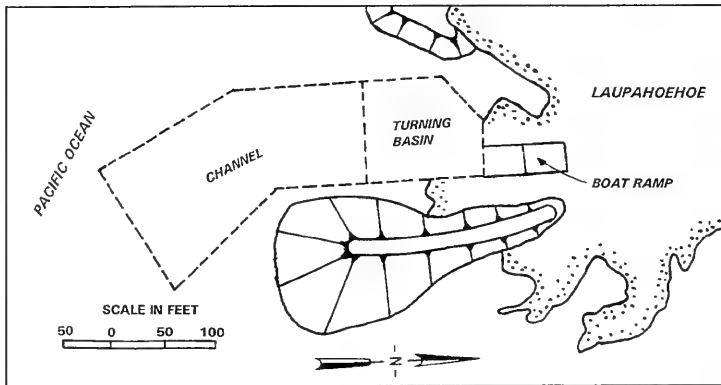 LAUPAHOEHOE
TURNING
BASIN
PACIFIC OCEAN
CHANNEL
BOAT RAMP
SCALE IN FEET
50 0 50 100
N